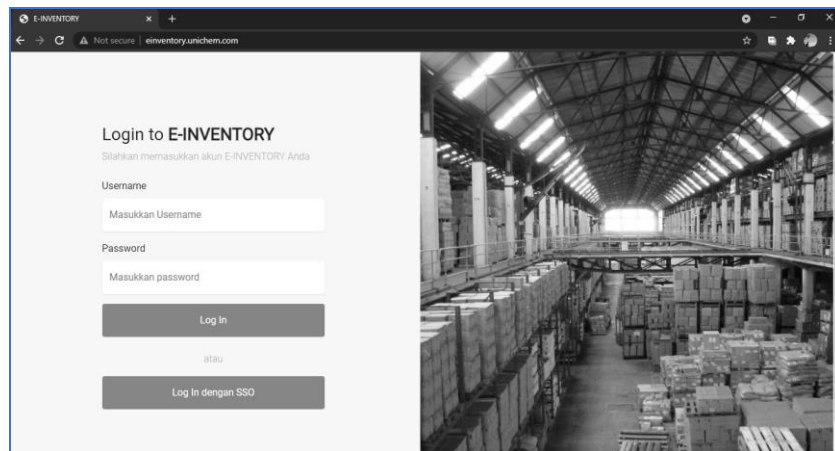 E-INVENTORY
Not secure | einventory.unichem.com
Login to E-INVENTORY
Silahkan memasukkan akun E-INVENTORY Anda
Username
Masukkan Username
Password
Masukkan password
Log In
atau
Log In dengan SSO